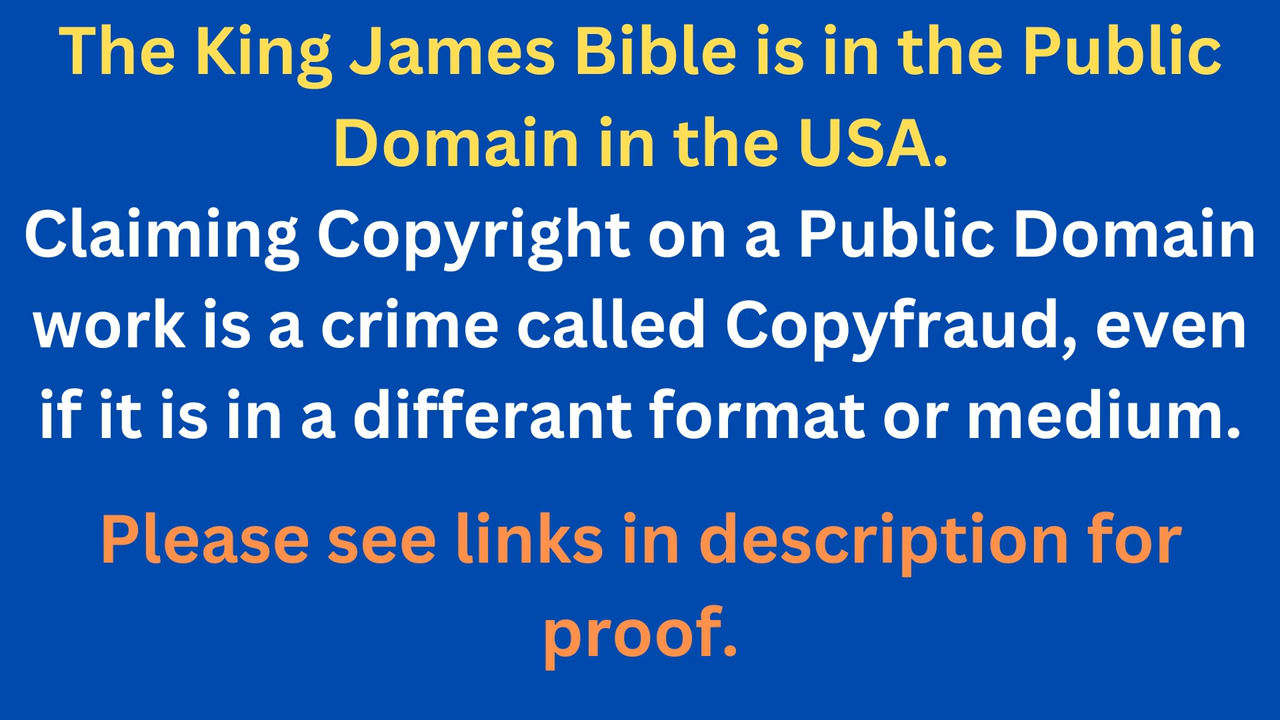 The King James Bible is in the Public
Domain in the USA.
Claiming Copyright on a Public Domain
work is a crime called Copyfraud, even
if it is in a differant format or medium.
Please see links in description for
proof.